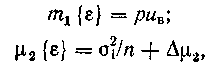 m₁ {ε} = pu_в;
μ₂ {ε} = σ₁²/n + Δμ₂,